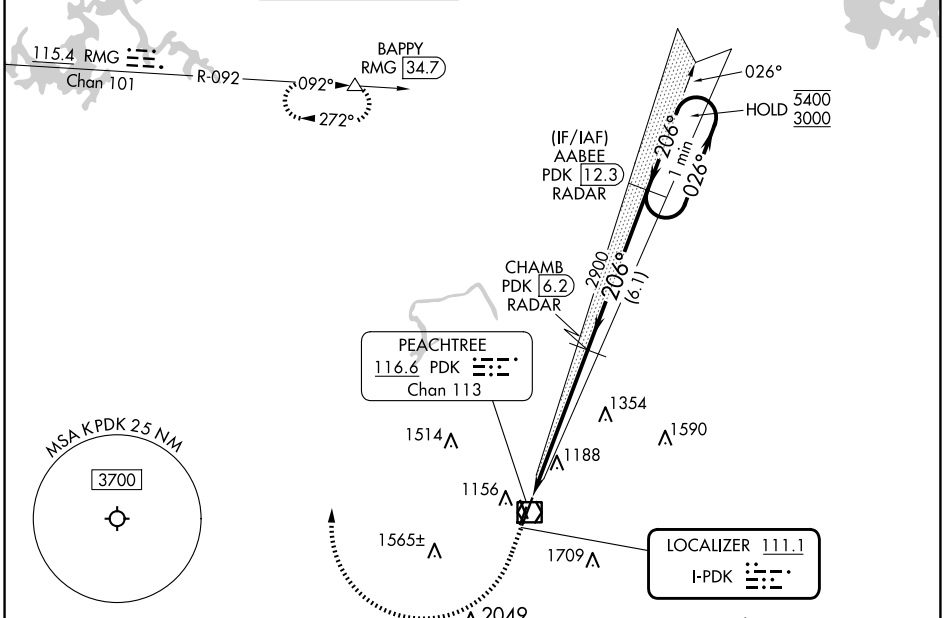 115.4 RMG
Chan 101
R-092
092°
272°
BAPPY
RMG 34.7
026°
HOLD 5400
3000
206°
1 min
026°
(IF/IAF)
AABEE
PDK 12.3
RADAR
2900
206°
(6.1)
CHAMB
PDK 6.2
RADAR
PEACHTREE
116.6 PDK
Chan 113
1354
1514
1590
1188
1156
MSA KPDK 25 NM
3700
1565±
1709
LOCALIZER 111.1
I-PDK
2049